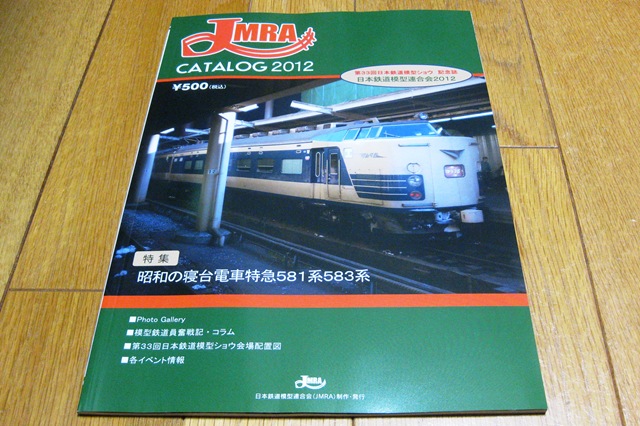 JMRA
CATALOG 2012
¥500(税込)
第33回日本鉄道模型ショウ 記念誌
日本鉄道模型連合会2012
特集
昭和の寝台電車特急581系583系
■Photo Gallery
■模型鉄道員奮戦記・コラム
■第33回日本鉄道模型ショウ会場配置図
■各イベント情報
JMRA
日本鉄道模型連合会(JMRA)制作・発行